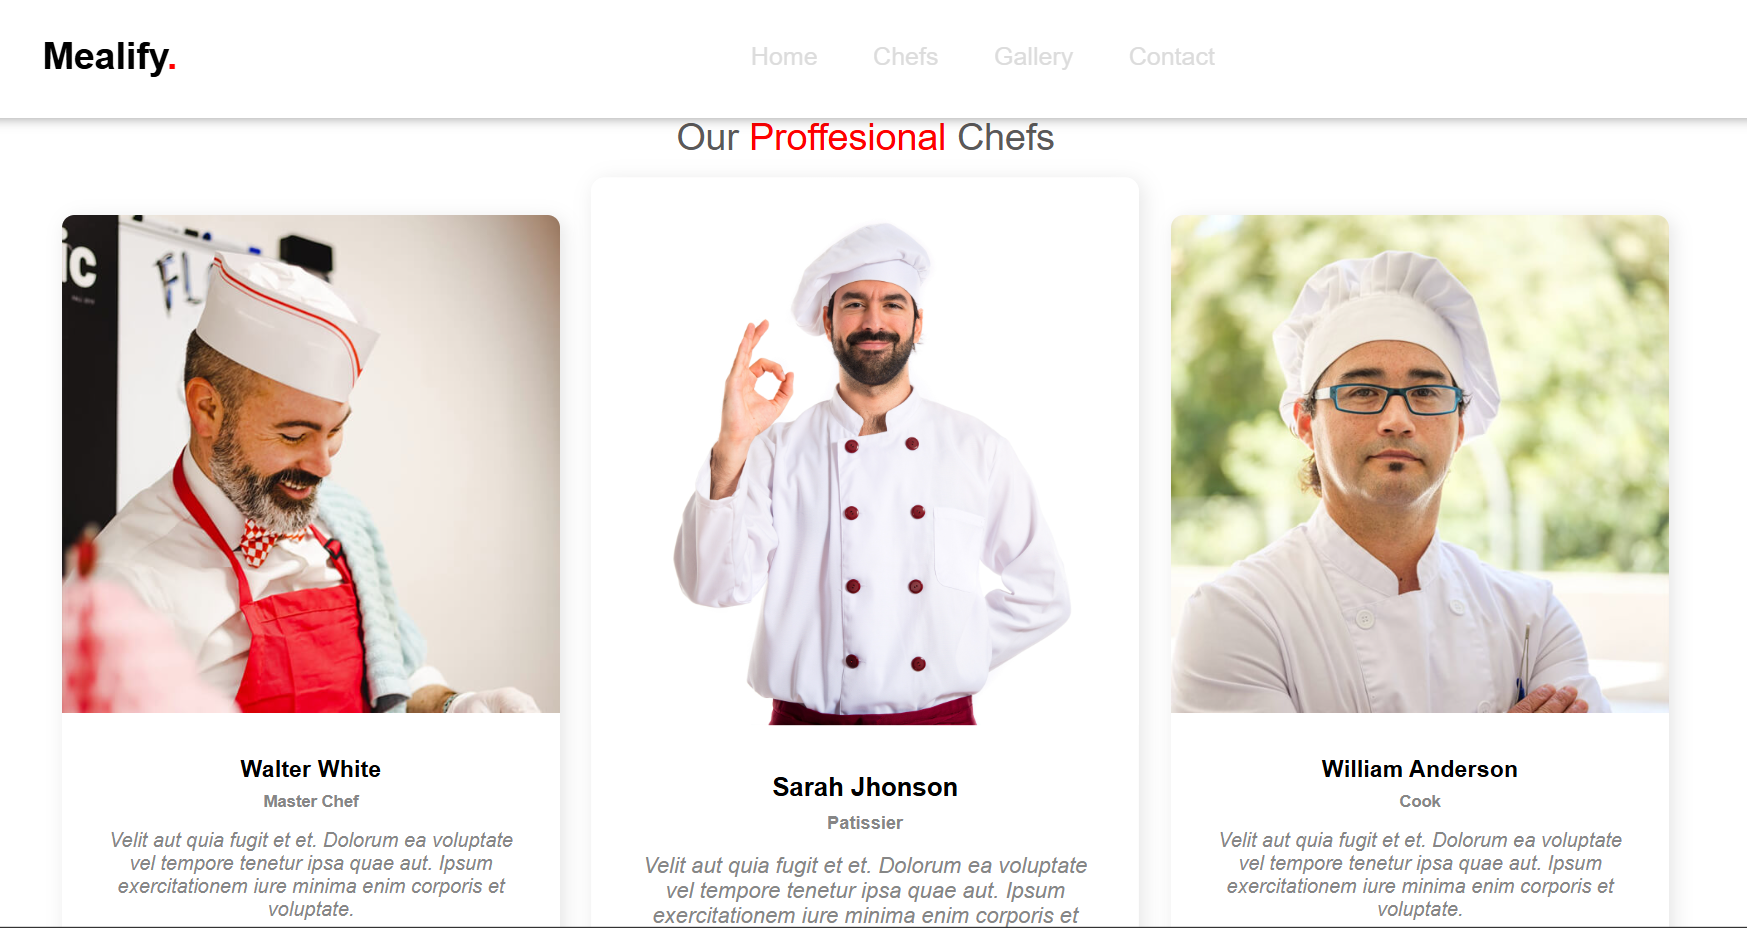 Mealify.
Home Chefs Gallery Contact
Our Proffesional Chefs
ic
FL
Walter White
Master Chef
Velit aut quia fugit et et. Dolorum ea voluptate
vel tempore tenetur ipsa quae aut. Ipsum
exercitationem iure minima enim corporis et
voluptate.
Sarah Jhonson
Patissier
Velit aut quia fugit et et. Dolorum ea voluptate
vel tempore tenetur ipsa quae aut. Ipsum
exercitationem iure minima enim corporis et
William Anderson
Cook
Velit aut quia fugit et et. Dolorum ea voluptate
vel tempore tenetur ipsa quae aut. Ipsum
exercitationem iure minima enim corporis et
voluptate.